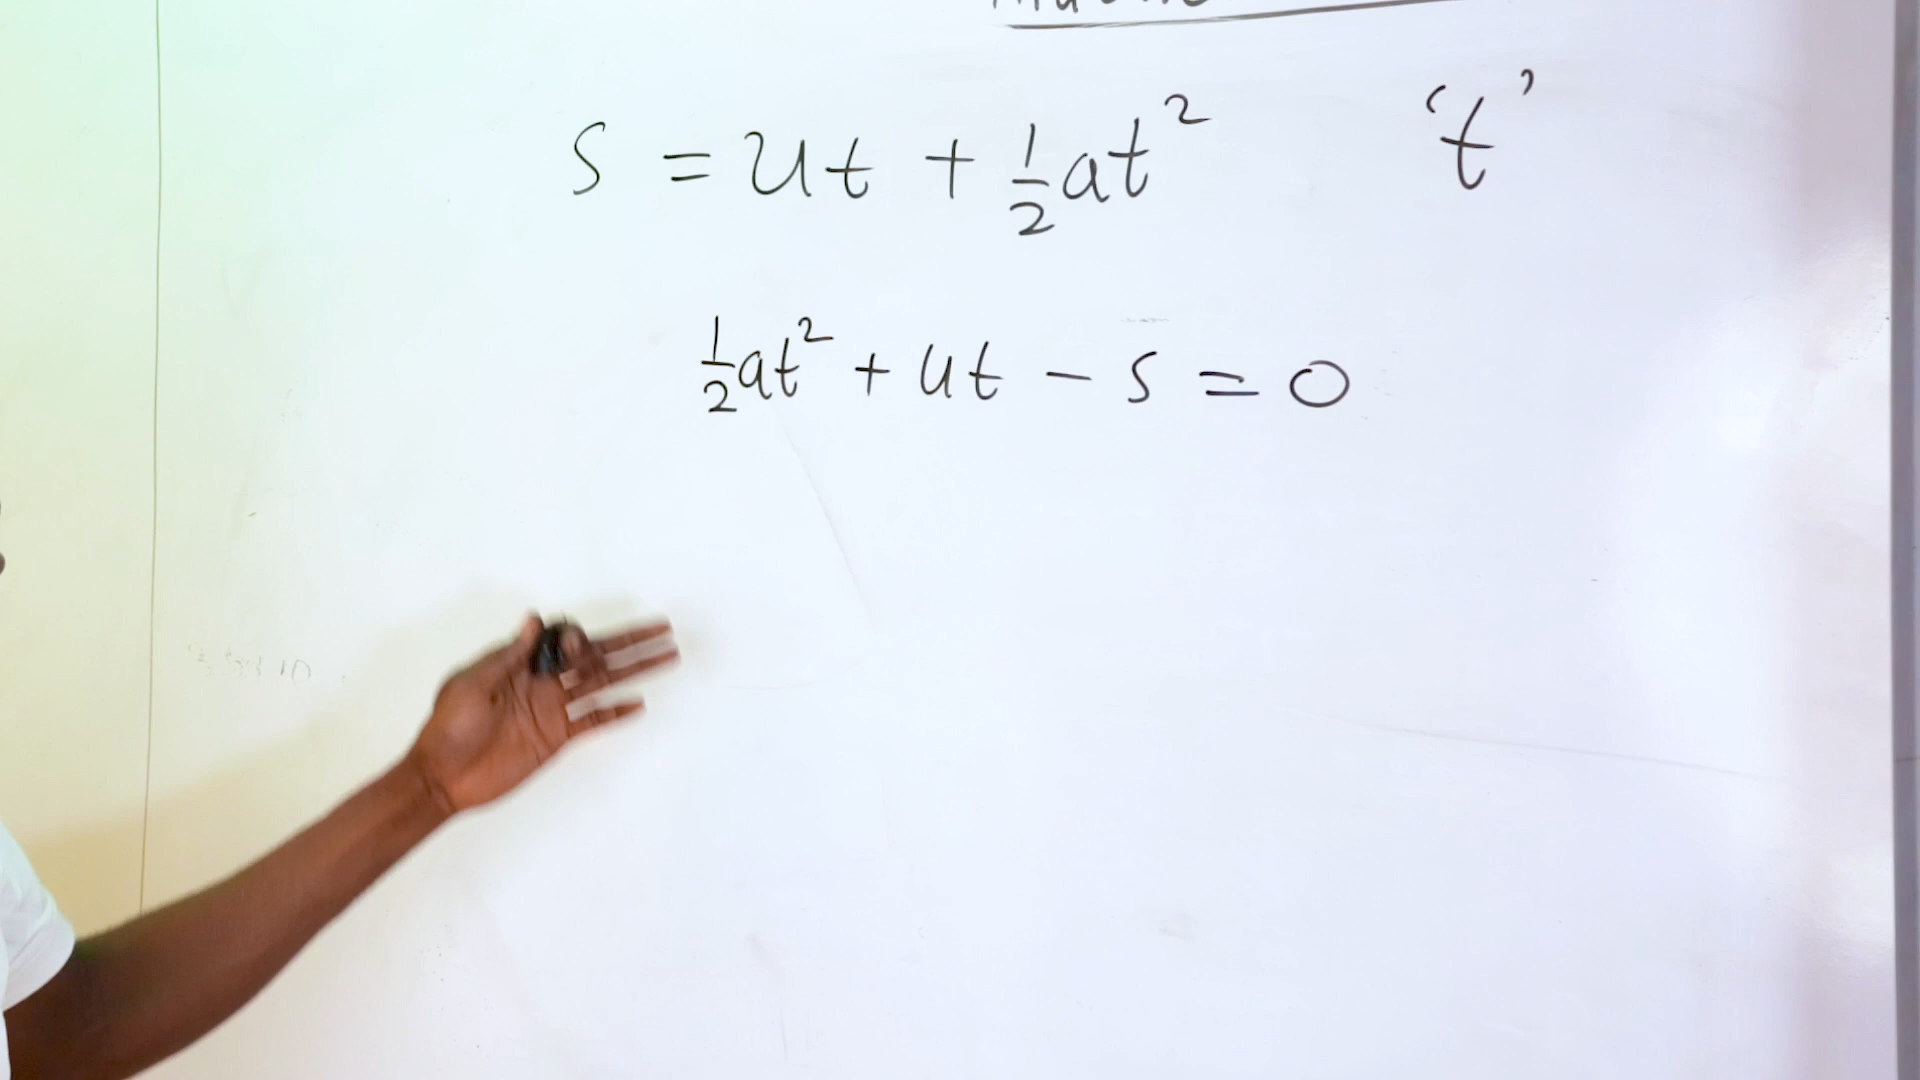 s = ut + ½at² 't'
½at² + ut - s = 0